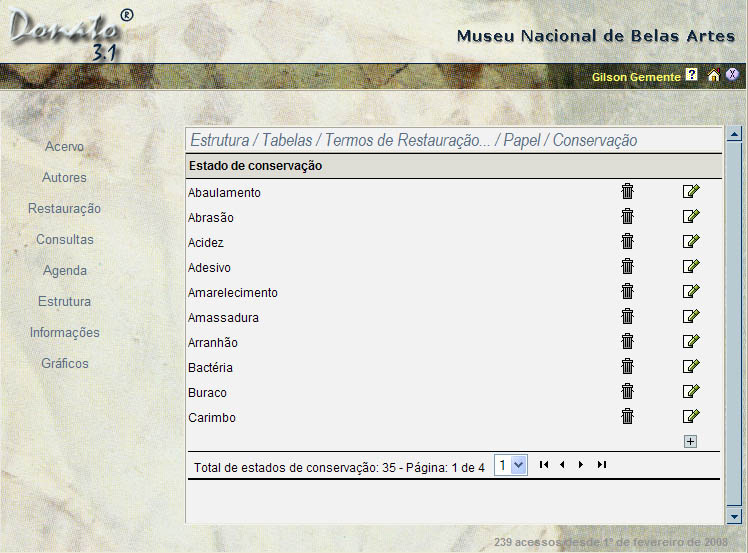 Donato®
3.1
Museu Nacional de Belas Artes
Gilson Gemente ?
Acervo
Autores
Restauração
Consultas
Agenda
Estrutura
Informações
Gráficos
Estrutura / Tabelas / Termos de Restauração... / Papel / Conservação
Estado de conservação
Abaulamento
Abrasão
Acidez
Adesivo
Amarelecimento
Amassadura
Arranhão
Bactéria
Buraco
Carimbo
Total de estados de conservação: 35 - Página: 1 de 4 1
239 acessos desde 1º de fevereiro de 2008